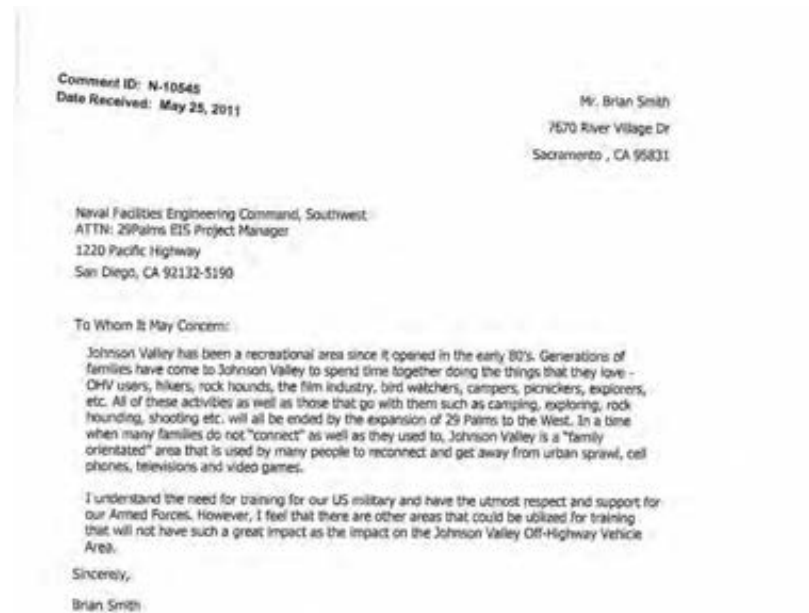 Comment ID: N-10545
Date Received: May 25, 2011
Mr. Brian Smith
7670 River Village Dr
Sacramento , CA 95831
Naval Facilities Engineering Command, Southwest
ATTN: 29Palms EIS Project Manager
1220 Pacific Highway
San Diego, CA 92132-5190
To Whom It May Concern:
Johnson Valley has been a recreational area since it opened in the early 80's. Generations of
families have come to Johnson Valley to spend time together doing the things that they love -
OHV users, hikers, rock hounds, the film industry, bird watchers, campers, picnickers, explorers,
etc. All of these activities as well as those that go with them such as camping, exploring, rock
hounding, shooting etc. will all be ended by the expansion of 29 Palms to the West. In a time
when many families do not "connect" as well as they used to, Johnson Valley is a "family
orientated" area that is used by many people to reconnect and get away from urban sprawl, cell
phones, televisions and video games.
I understand the need for training for our US military and have the utmost respect and support for
our Armed Forces. However, I feel that there are other areas that could be utilized for training
that will not have such a great impact as the impact on the Johnson Valley Off-Highway Vehicle
Area.
Sincerely,
Brian Smith